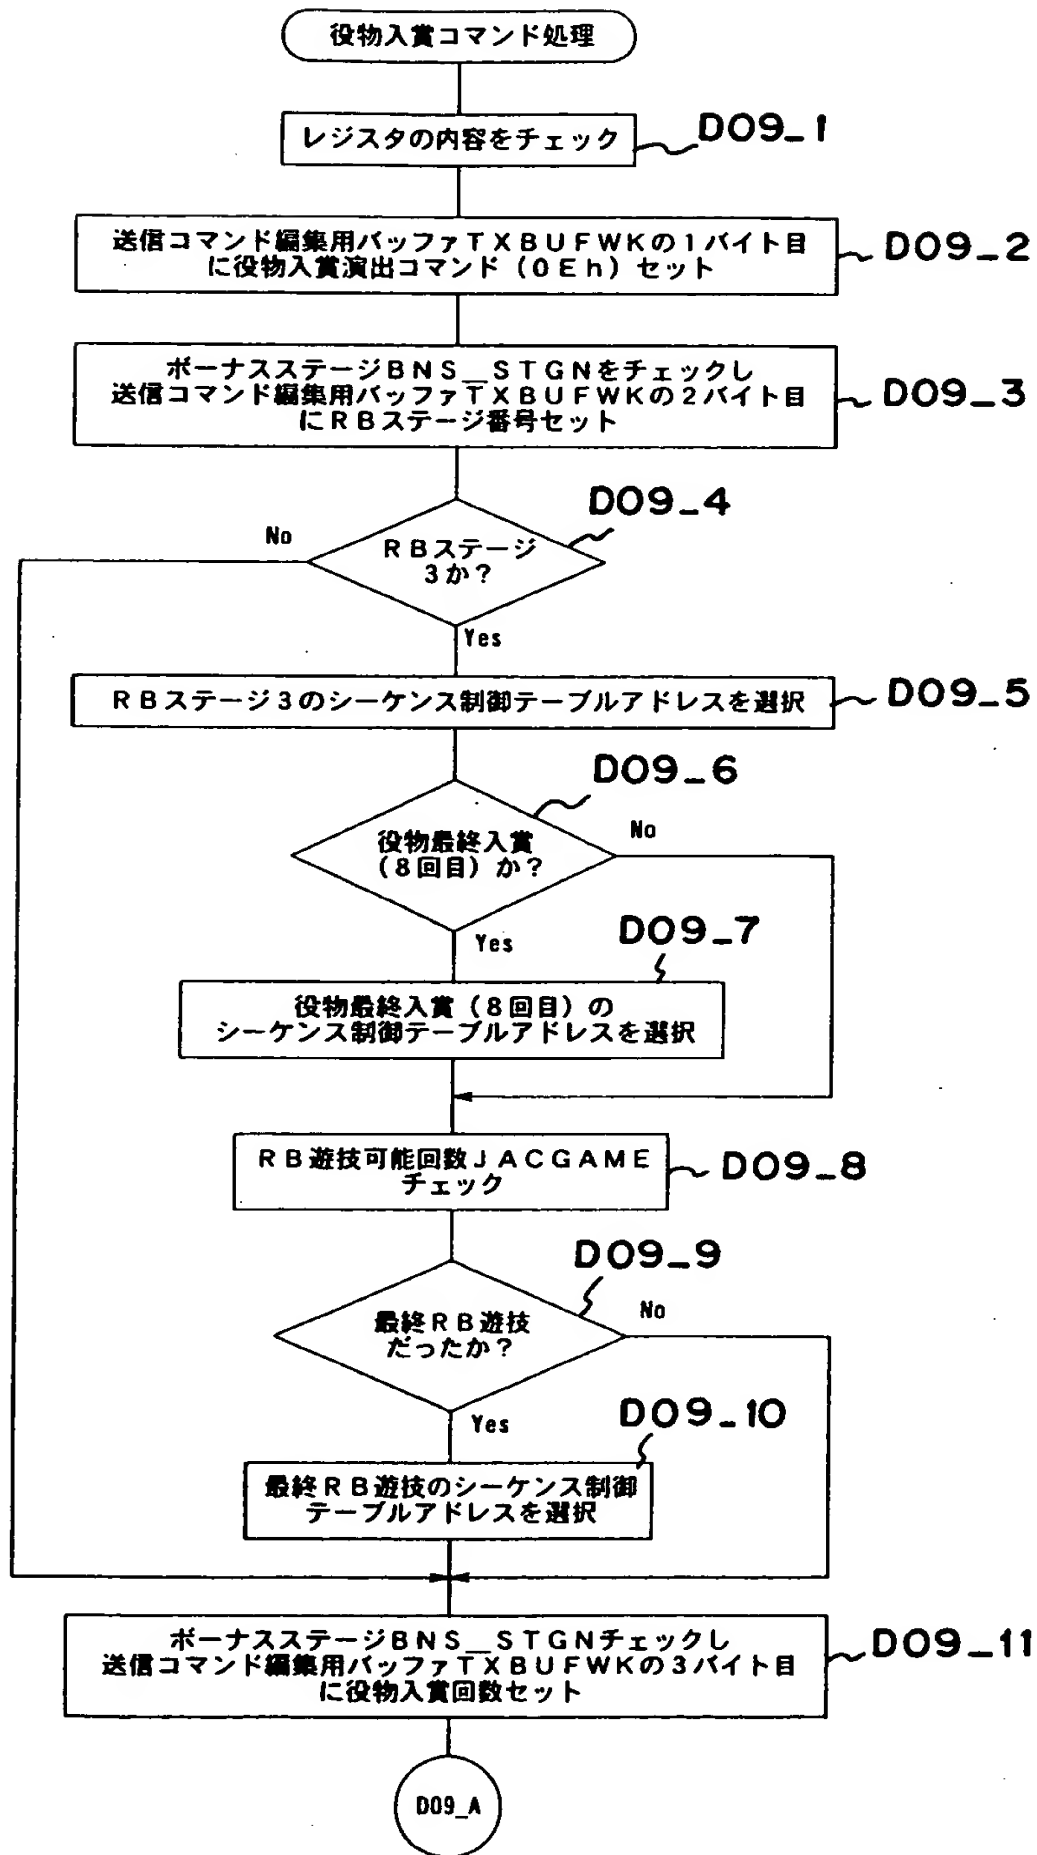 役物入賞コマンド処理
レジスタの内容をチェック
D09_1
送信コマンド編集用バッファTXBUFWKの1バイト目
に役物入賞演出コマンド(0Eh)セット
D09_2
ボーナスステージBNS_STGNをチェックし
送信コマンド編集用バッファTXBUFWKの2バイト目
にRBステージ番号セット
D09_3
D09_4
No
RBステージ
3か?
Yes
RBステージ3のシーケンス制御テーブルアドレスを選択
D09_5
D09_6
役物最終入賞
(8回目)か?
No
Yes
D09_7
役物最終入賞(8回目)の
シーケンス制御テーブルアドレスを選択
RB遊技可能回数JACGAME
チェック
D09_8
D09_9
最終RB遊技
だったか?
No
Yes
D09_10
最終RB遊技のシーケンス制御
テーブルアドレスを選択
ボーナスステージBNS_STGNチェックし
送信コマンド編集用バッファTXBUFWKの3バイト目
に役物入賞回数セット
D09_11
D09_A